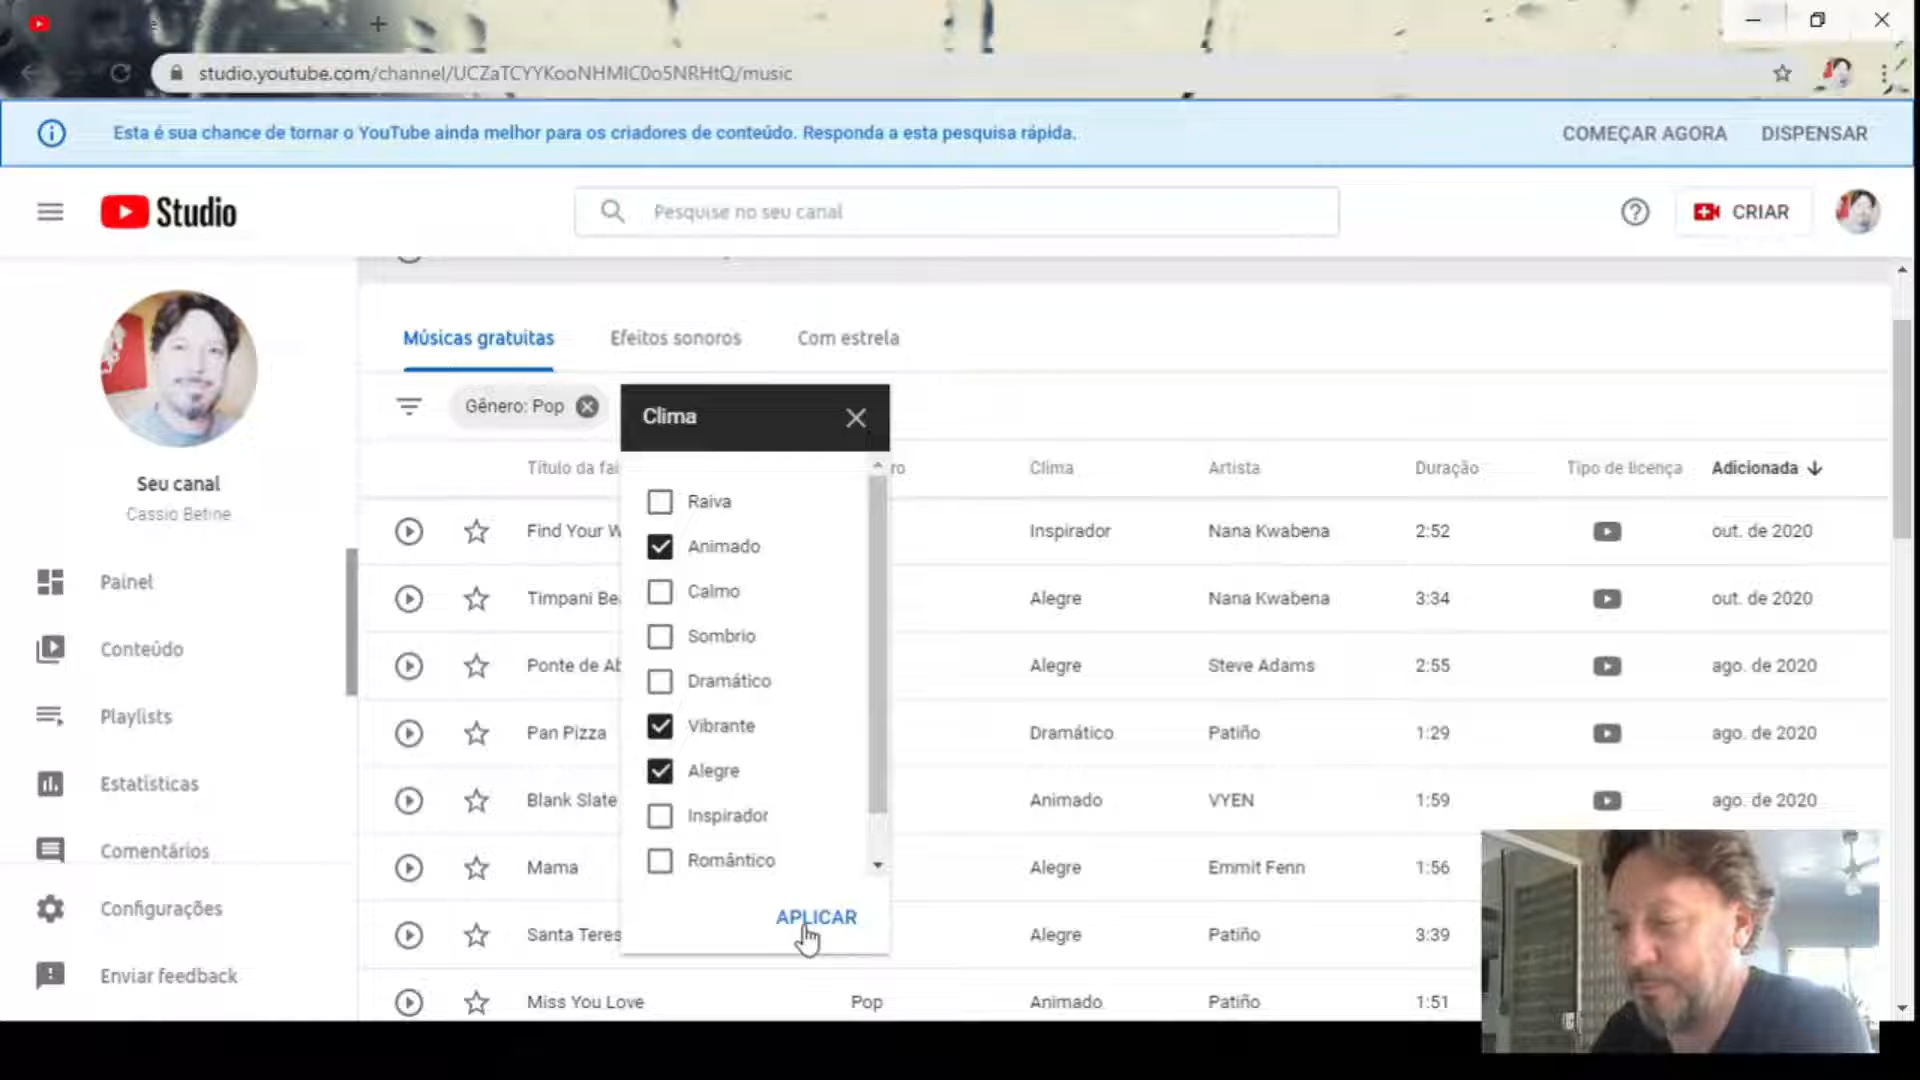 studio.youtube.com/channel/UCZaTCYYKooNHMIC0o5NRHtQ/music
Esta é sua chance de tornar o YouTube ainda melhor para os criadores de conteúdo. Responda a esta pesquisa rápida.
COMEÇAR AGORA
DISPENSAR
Studio
Pesquise no seu canal
CRIAR
Seu canal
Cassio Betine
Painel
Conteúdo
Playlists
Estatísticas
Comentários
Configurações
Enviar feedback
Músicas gratuitas
Efeitos sonoros
Com estrela
Gênero: Pop
Clima
Raiva
Animado
Calmo
Sombrio
Dramático
Vibrante
Alegre
Inspirador
Romântico
APLICAR
Título da fai ro Clima Artista Duração Tipo de licença Adicionada
Find Your W Inspirador Nana Kwabena 2:52 out. de 2020
Timpani Be Alegre Nana Kwabena 3:34 out. de 2020
Ponte de Ab Alegre Steve Adams 2:55 ago. de 2020
Pan Pizza Dramático Patiño 1:29 ago. de 2020
Blank Slate Animado VYEN 1:59 ago. de 2020
Mama Alegre Emmit Fenn 1:56
Santa Teres Alegre Patiño 3:39
Miss You Love Pop Animado Patiño 1:51